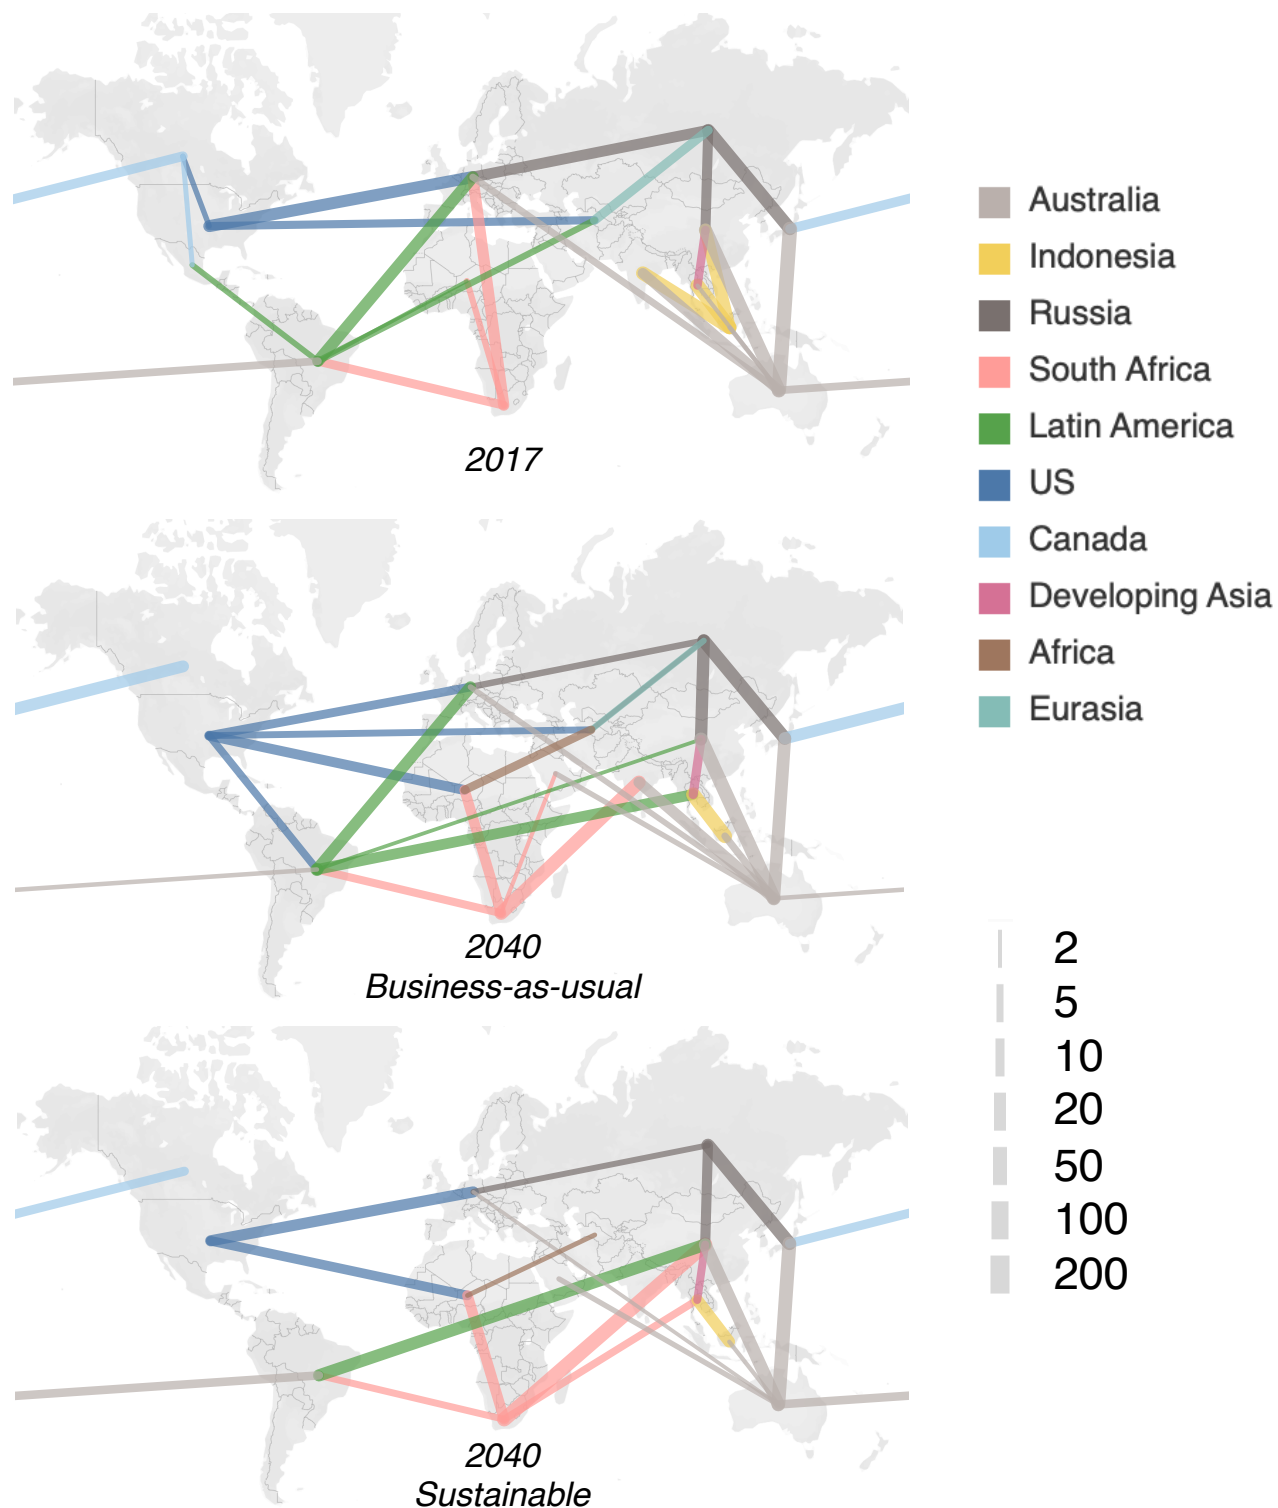 Australia
Indonesia
Russia
South Africa
Latin America
US
Canada
Developing Asia
Africa
Eurasia
2017
2040
Business-as-usual
2
5
10
20
50
100
200
2040
Sustainable